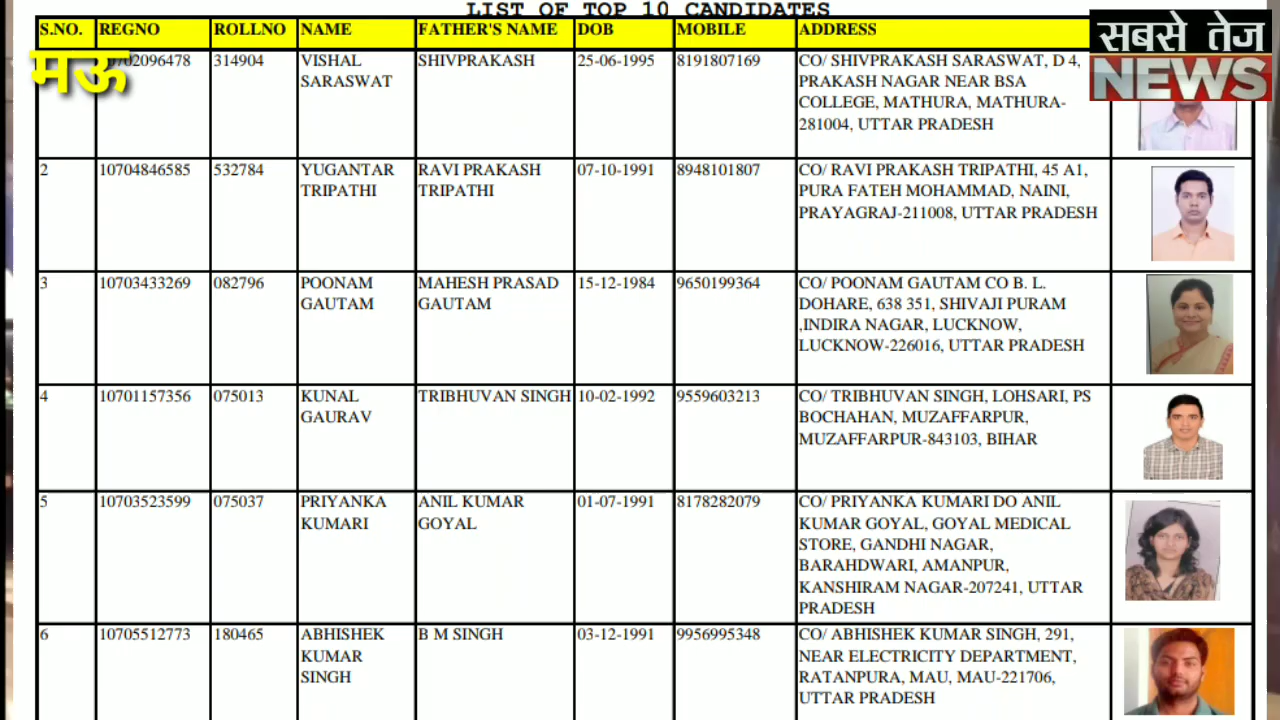 LIST OF TOP 10 CANDIDATES
S.NO. REGNO ROLLNO NAME FATHER'S NAME DOB MOBILE ADDRESS
सबसे तेज
NEWS
मऊ
702096478 314904 VISHAL SHIVPRAKASH 25-06-1995 8191807169 CO/ SHIVPRAKASH SARASWAT, D 4,
SARASWAT PRAKASH NAGAR NEAR BSA
COLLEGE, MATHURA, MATHURA-
281004, UTTAR PRADESH
2 10704846585 532784 YUGANTAR RAVI PRAKASH 07-10-1991 8948101807 CO/ RAVI PRAKASH TRIPATHI, 45 A1,
TRIPATHI TRIPATHI PURA FATEH MOHAMMAD, NAINI,
PRAYAGRAJ-211008, UTTAR PRADESH
3 10703433269 082796 POONAM MAHESH PRASAD 15-12-1984 9650199364 CO/ POONAM GAUTAM CO B. L.
GAUTAM GAUTAM DOHARE, 638 351, SHIVAJI PURAM
,INDIRA NAGAR, LUCKNOW,
LUCKNOW-226016, UTTAR PRADESH
4 10701157356 075013 KUNAL TRIBHUVAN SINGH 10-02-1992 9559603213 CO/ TRIBHUVAN SINGH, LOHSARI, PS
GAURAV BOCHAHAN, MUZAFFARPUR,
MUZAFFARPUR-843103, BIHAR
5 10703523599 075037 PRIYANKA ANIL KUMAR 01-07-1991 8178282079 CO/ PRIYANKA KUMARI DO ANIL
KUMARI GOYAL KUMAR GOYAL, GOYAL MEDICAL
STORE, GANDHI NAGAR,
BARAHDWARI, AMANPUR,
KANSHIRAM NAGAR-207241, UTTAR
PRADESH
6 10705512773 180465 ABHISHEK B M SINGH 03-12-1991 9956995348 CO/ ABHISHEK KUMAR SINGH, 291,
KUMAR NEAR ELECTRICITY DEPARTMENT,
SINGH RATANPURA, MAU, MAU-221706,
UTTAR PRADESH